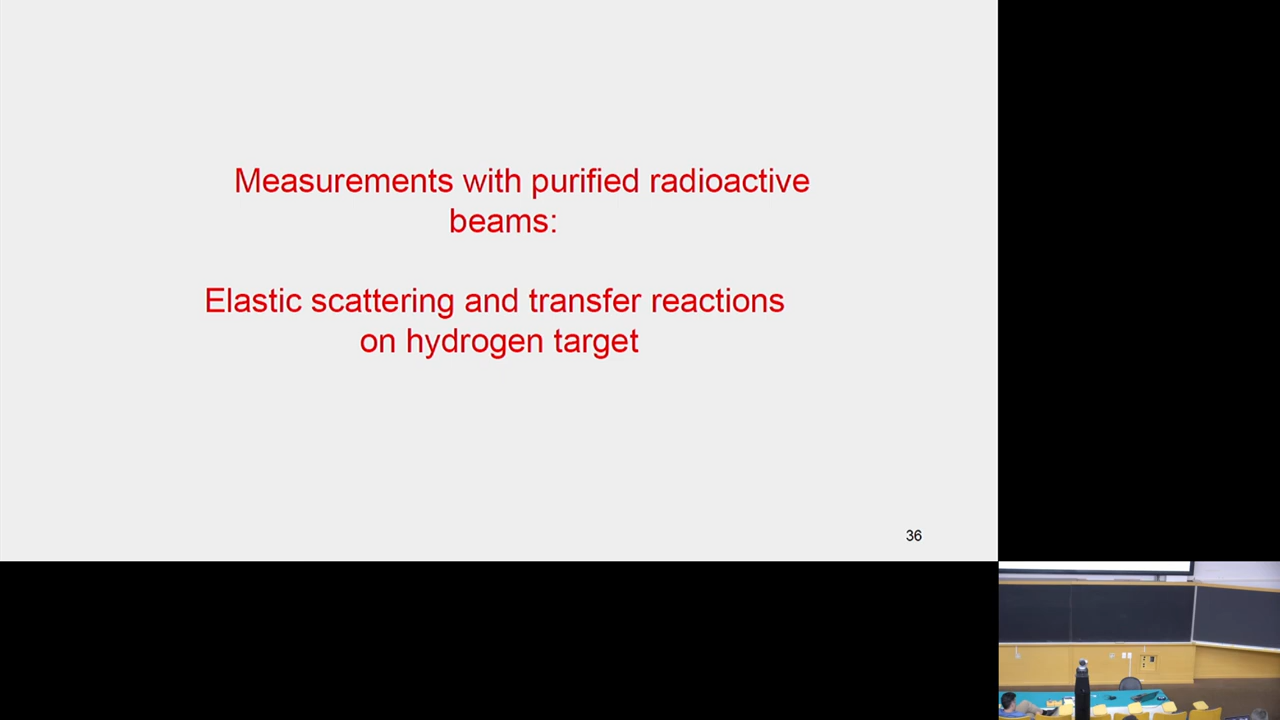 Measurements with purified radioactive
beams:
Elastic scattering and transfer reactions
on hydrogen target
36